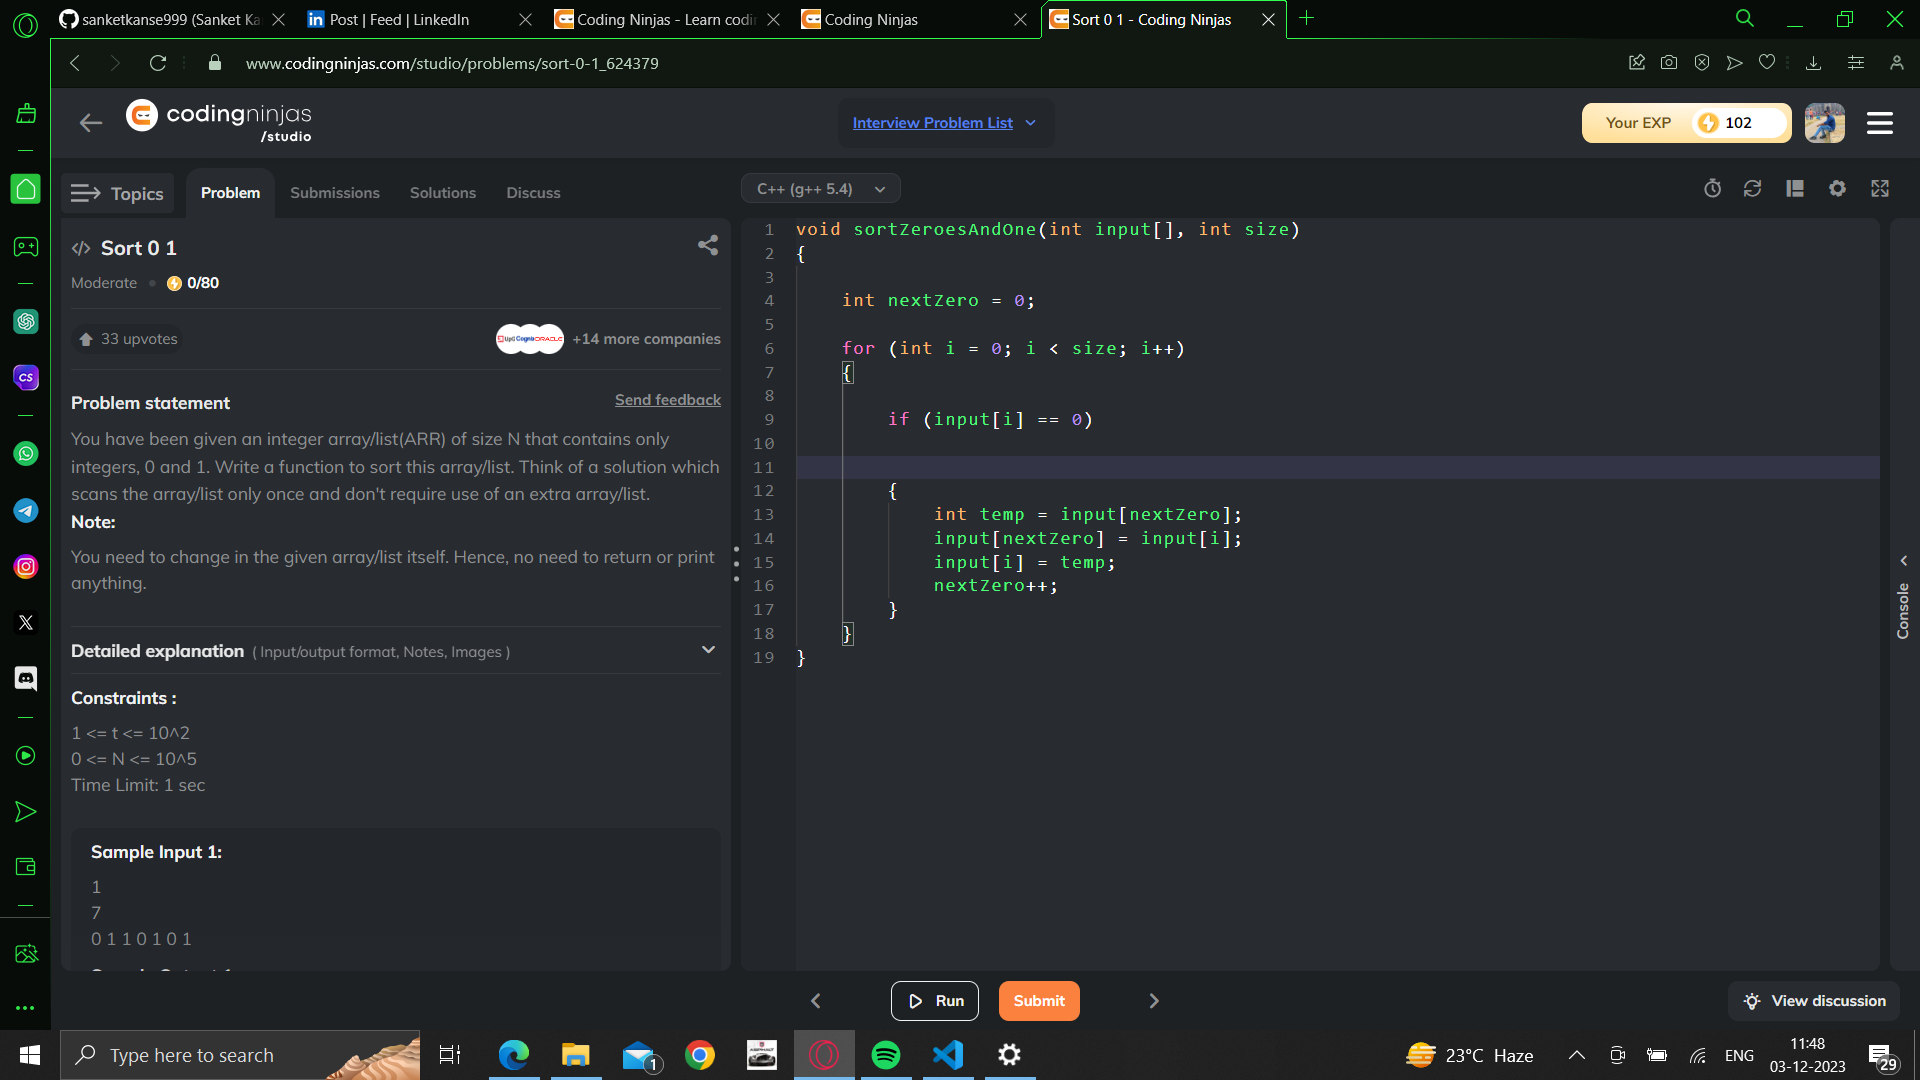 sanketkanse999 (Sanket Ka
Post | Feed | LinkedIn
Coding Ninjas - Learn codin
Coding Ninjas
Sort 0 1 - Coding Ninjas
www.codingninjas.com/studio/problems/sort-0-1_624379
codingninjas
/studio
Interview Problem List
Your EXP 102
Topics
Problem
Submissions
Solutions
Discuss
C++ (g++ 5.4)
Sort 0 1
Moderate • 0/80
33 upvotes
UpG Cogniz ORACLE +14 more companies
Problem statement
Send feedback
You have been given an integer array/list(ARR) of size N that contains only
integers, 0 and 1. Write a function to sort this array/list. Think of a solution which
scans the array/list only once and don't require use of an extra array/list.
Note:
You need to change in the given array/list itself. Hence, no need to return or print
anything.
Detailed explanation ( Input/output format, Notes, Images )
Constraints :
1 <= t <= 10^2
0 <= N <= 10^5
Time Limit: 1 sec
Sample Input 1:
1
7
0 1 1 0 1 0 1
1 void sortZeroesAndOne(int input[], int size)
2 {
3
4 int nextZero = 0;
5
6 for (int i = 0; i < size; i++)
7 {
8
9 if (input[i] == 0)
10
11
12 {
13 int temp = input[nextZero];
14 input[nextZero] = input[i];
15 input[i] = temp;
16 nextZero++;
17 }
18 }
19 }
Console
Run
Submit
View discussion
CS
Type here to search
1
23°C Haze
ENG
11:48
03-12-2023
29